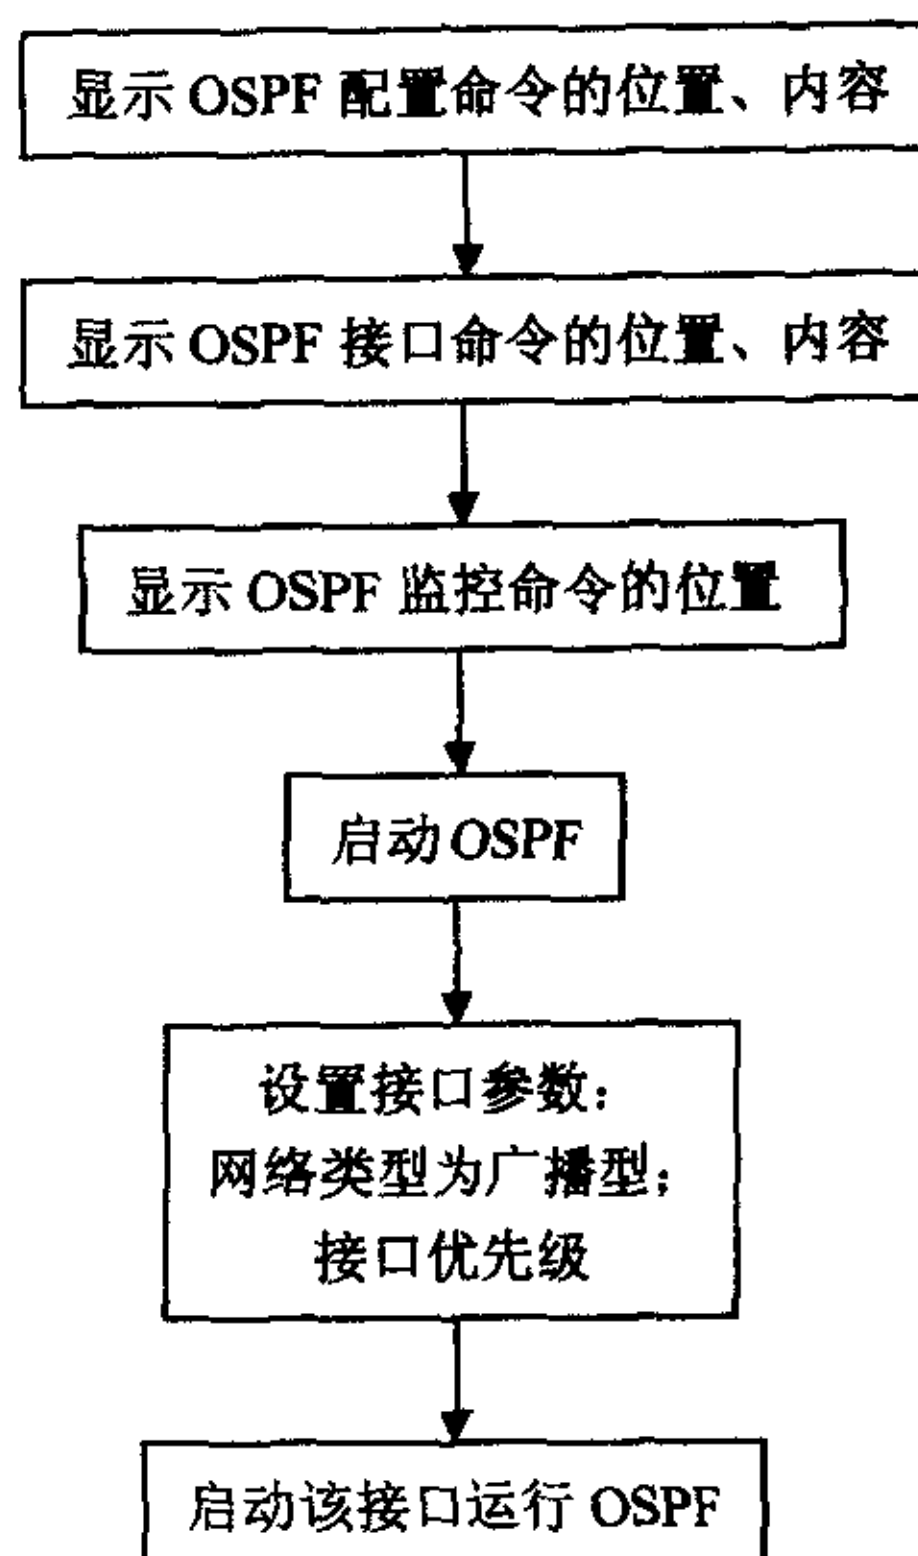 显示 OSPF 配置命令的位置、内容
显示 OSPF 接口命令的位置、内容
显示 OSPF 监控命令的位置
启动 OSPF
设置接口参数：
网络类型为广播型；
接口优先级
启动该接口运行 OSPF